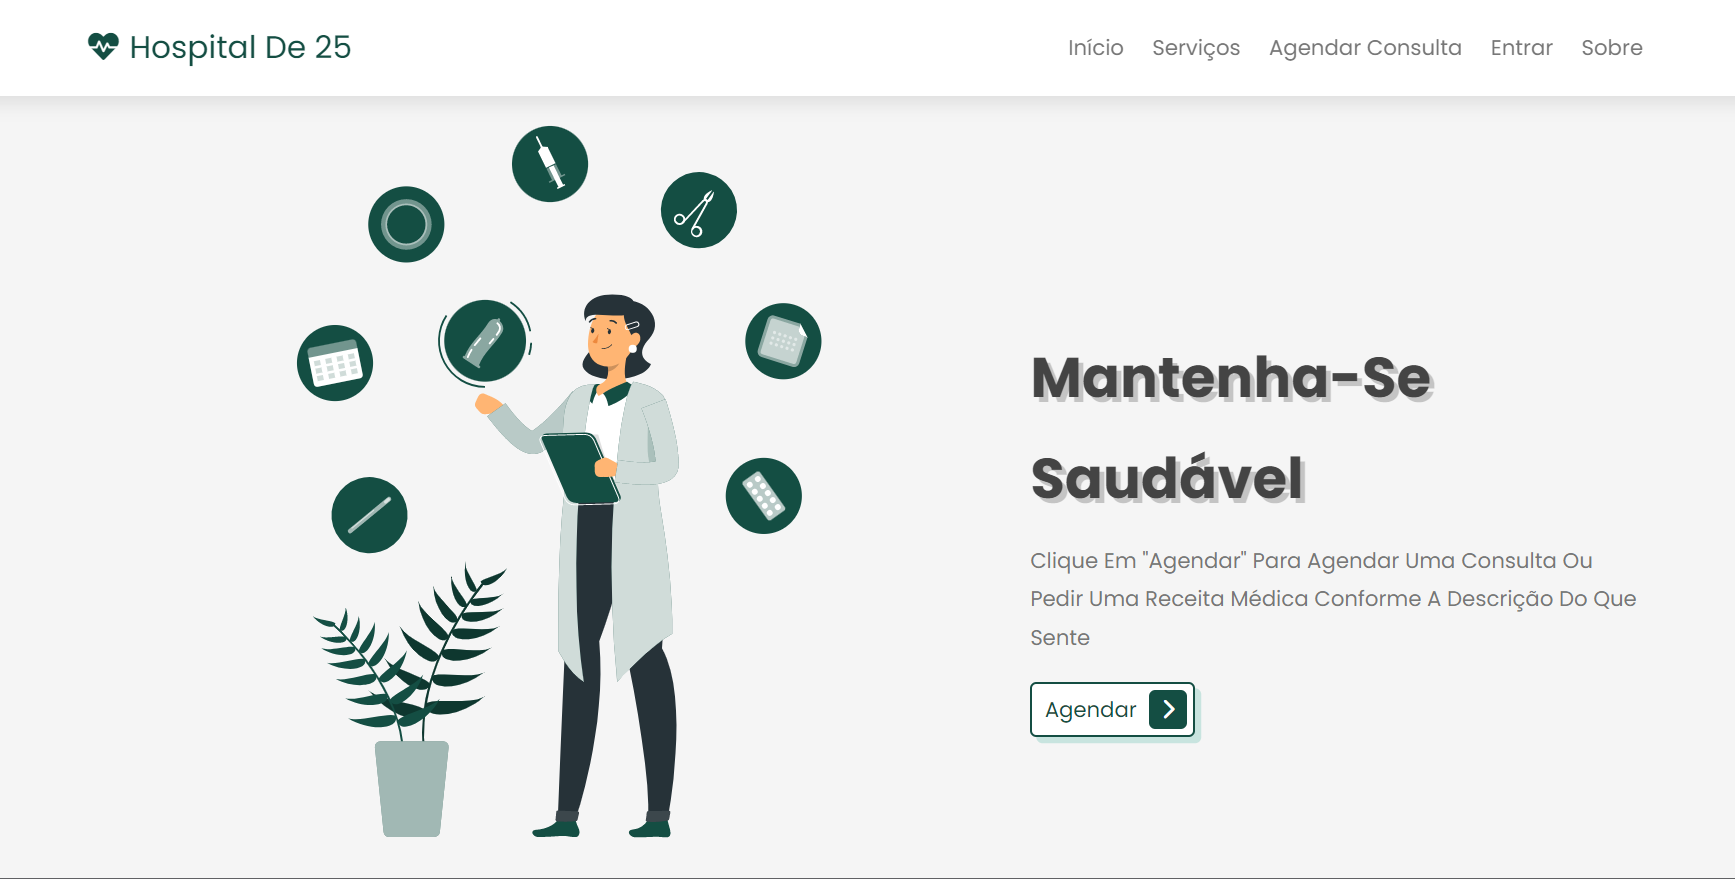 Hospital De 25
Início Serviços Agendar Consulta Entrar Sobre
Mantenha-Se
Saudável
Clique Em "Agendar" Para Agendar Uma Consulta Ou
Pedir Uma Receita Médica Conforme A Descrição Do Que
Sente
Agendar